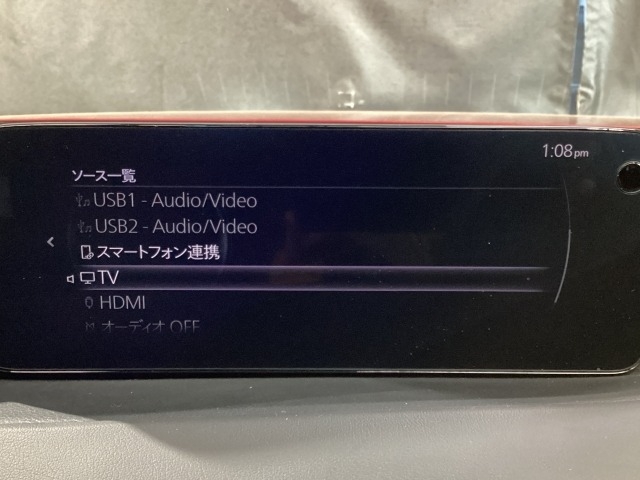 1:08pm
ソース一覧
USB1 - Audio/Video
USB2 - Audio/Video
スマートフォン連携
TV
HDMI
オーディオ OFF